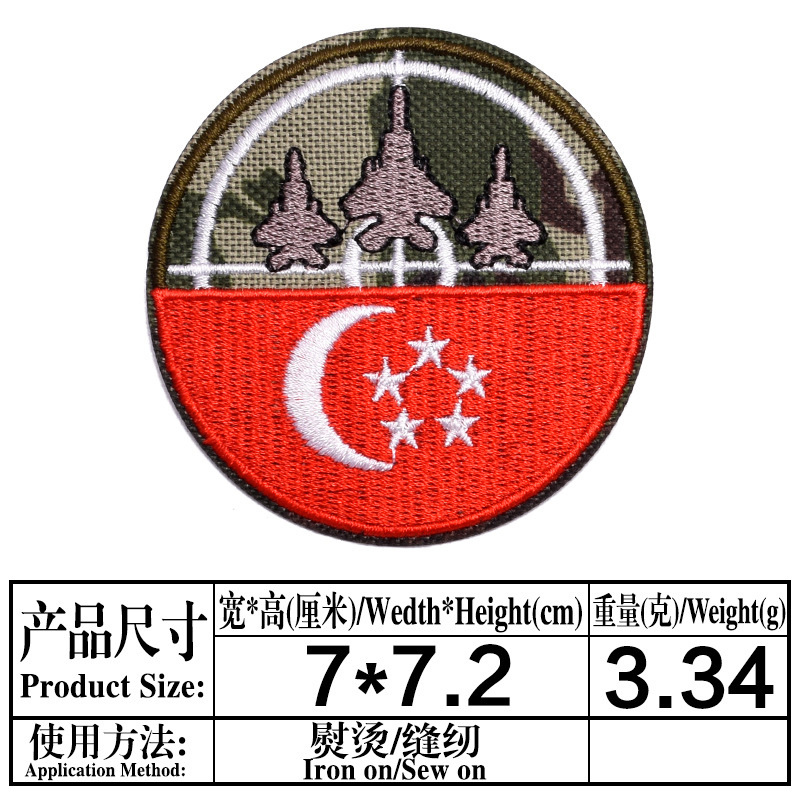 产品尺寸
Product Size:
宽*高(厘米)/Wedth*Height(cm)
重量(克)/Weight(g)
7*7.2
3.34
使用方法:
Application Method:
熨烫/缝纫
Iron on/Sew on